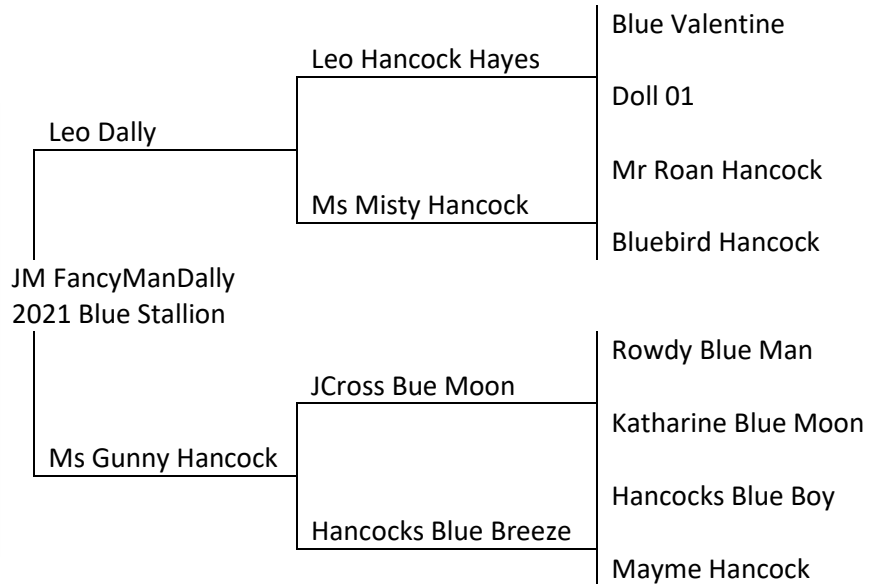 Blue Valentine
Leo Hancock Hayes
Doll 01
Leo Dally
Mr Roan Hancock
Ms Misty Hancock
Bluebird Hancock
JM FancyManDally
2021 Blue Stallion
Rowdy Blue Man
JCross Bue Moon
Katharine Blue Moon
Ms Gunny Hancock
Hancocks Blue Boy
Hancocks Blue Breeze
Mayme Hancock